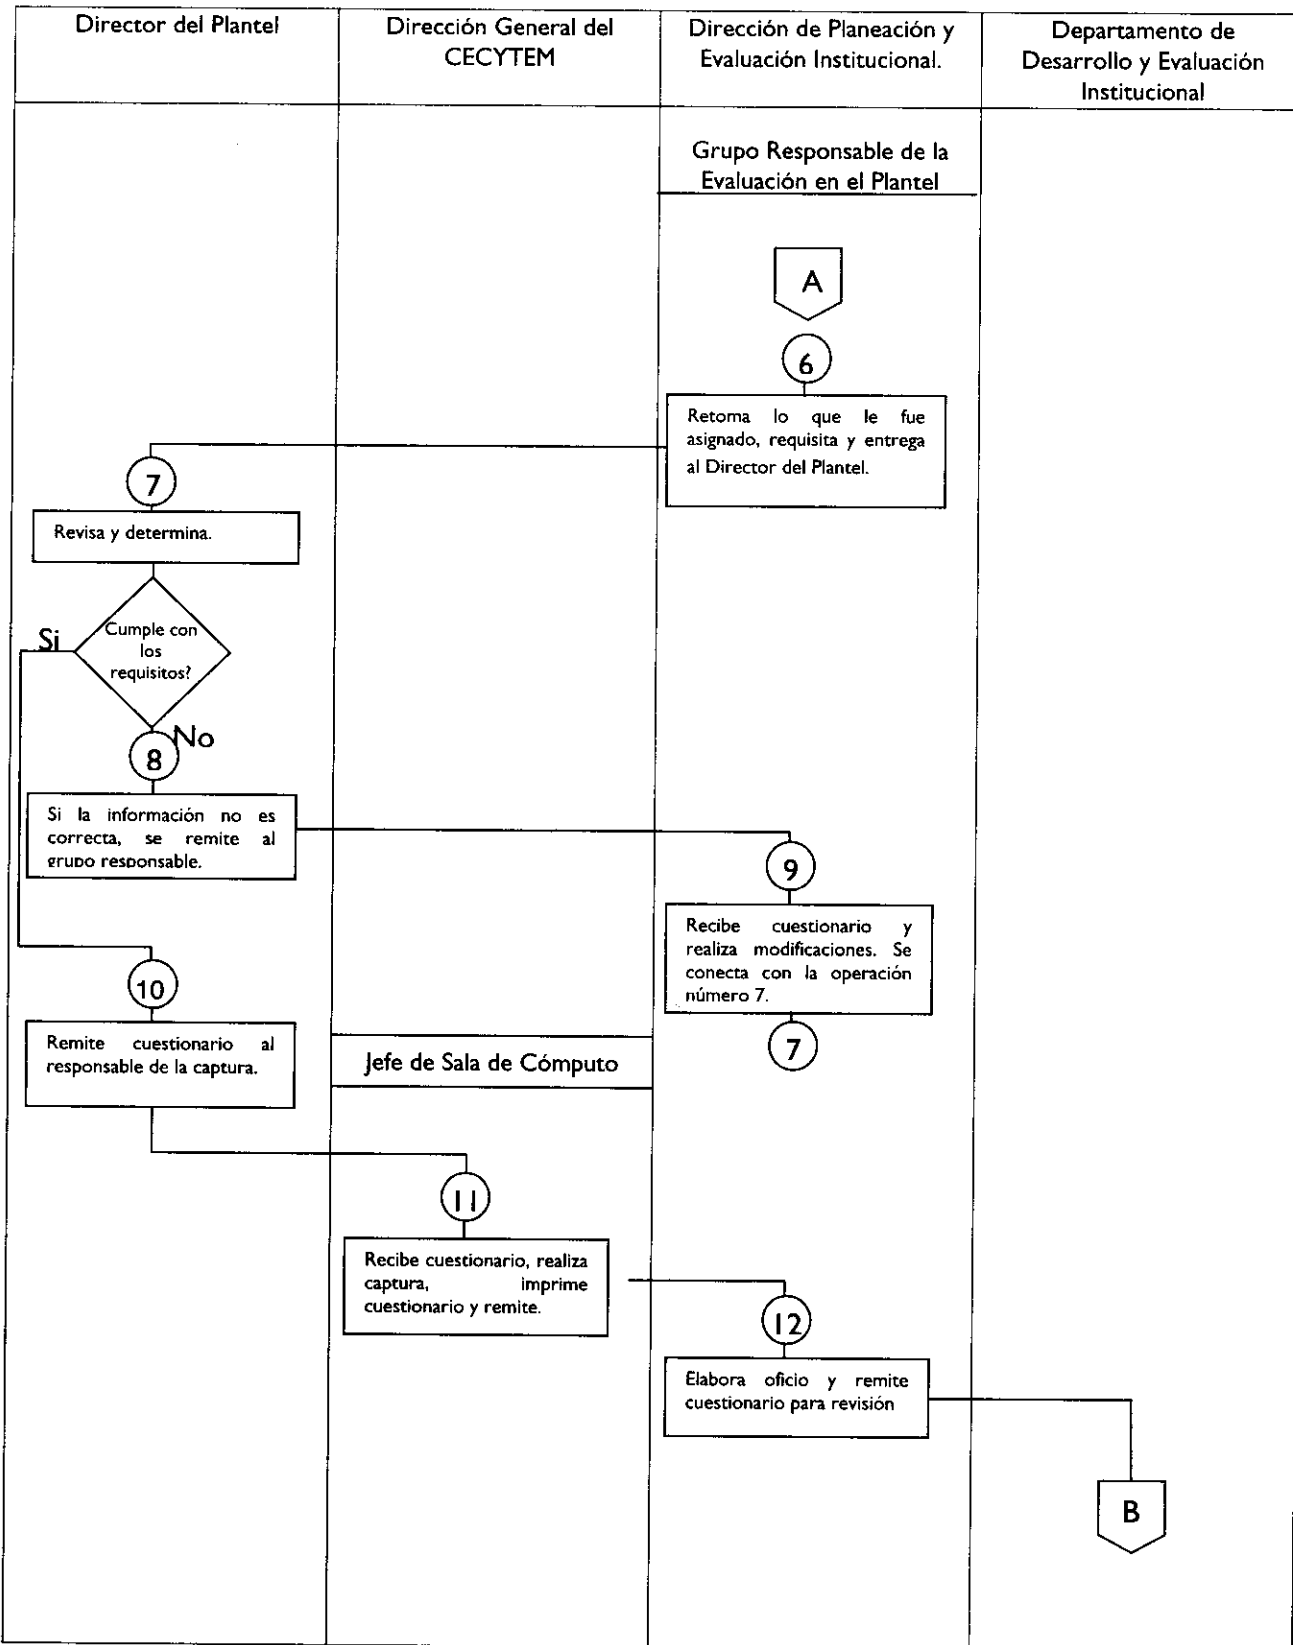 Director del Plantel
Dirección General del
CECYTEM
Dirección de Planeación y
Evaluación Institucional.
Departamento de
Desarrollo y Evaluación
Institucional
Grupo Responsable de la
Evaluación en el Plantel
A
6
Retoma lo que le fue
asignado, requisita y entrega
al Director del Plantel.
7
Revisa y determina.
Cumple con
los
requisitos?
Si
No
8
Si la información no es
correcta, se remite al
grupo responsable.
9
Recibe cuestionario y
realiza modificaciones. Se
conecta con la operación
número 7.
7
10
Remite cuestionario al
responsable de la captura.
Jefe de Sala de Cómputo
11
Recibe cuestionario, realiza
captura, imprime
cuestionario y remite.
12
Elabora oficio y remite
cuestionario para revisión
B